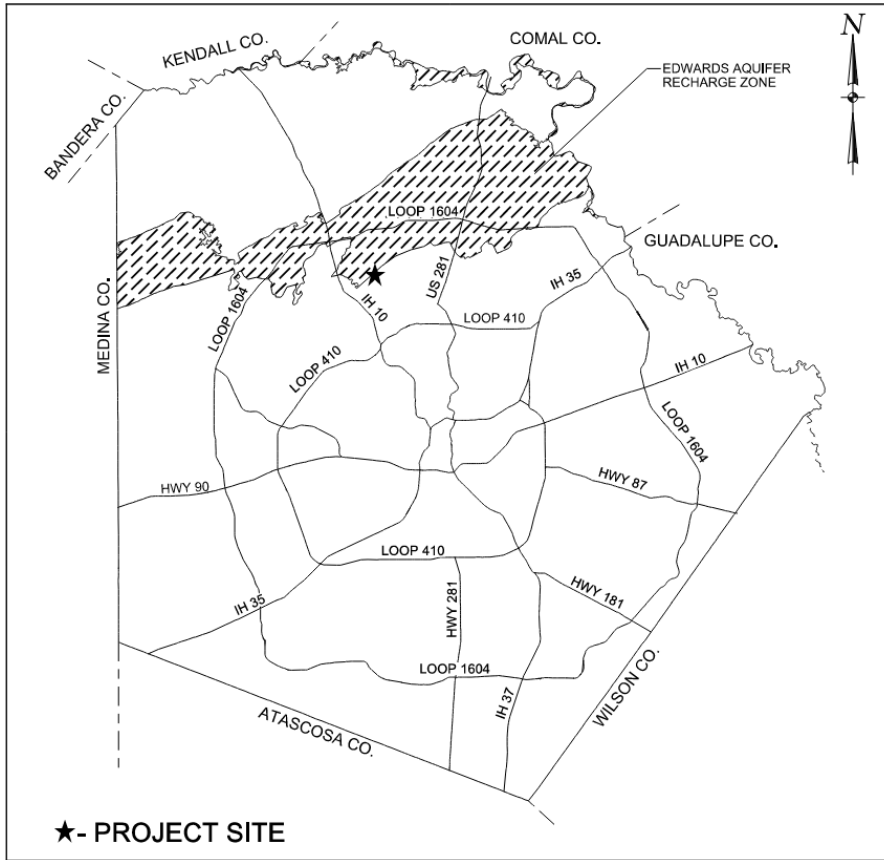 N
KENDALL CO.
COMAL CO.
EDWARDS AQUIFER
RECHARGE ZONE
BANDERA CO.
LOOP 1604
GUADALUPE CO.
US 281
IH 35
MEDINA CO.
LOOP 1604
IH 10
LOOP 410
LOOP 410
IH 10
LOOP 1604
HWY 90
HWY 87
LOOP 410
IH 35
HWY 281
HWY 181
LOOP 1604
IH 37
WILSON CO.
ATASCOSA CO.
★- PROJECT SITE